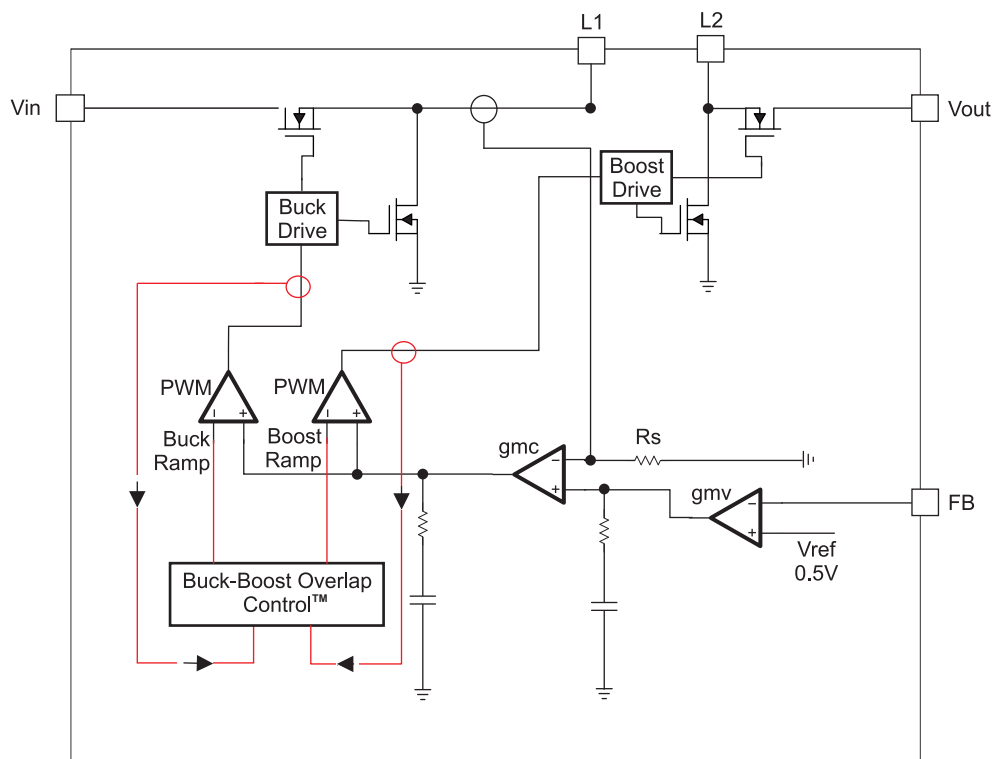 L1
L2
Vin
Vout
Buck
Drive
Boost
Drive
PWM
PWM
Buck
Ramp
Boost
Ramp
gmc
Rs
gmv
FB
Vref
0.5V
Buck-Boost Overlap
Control™